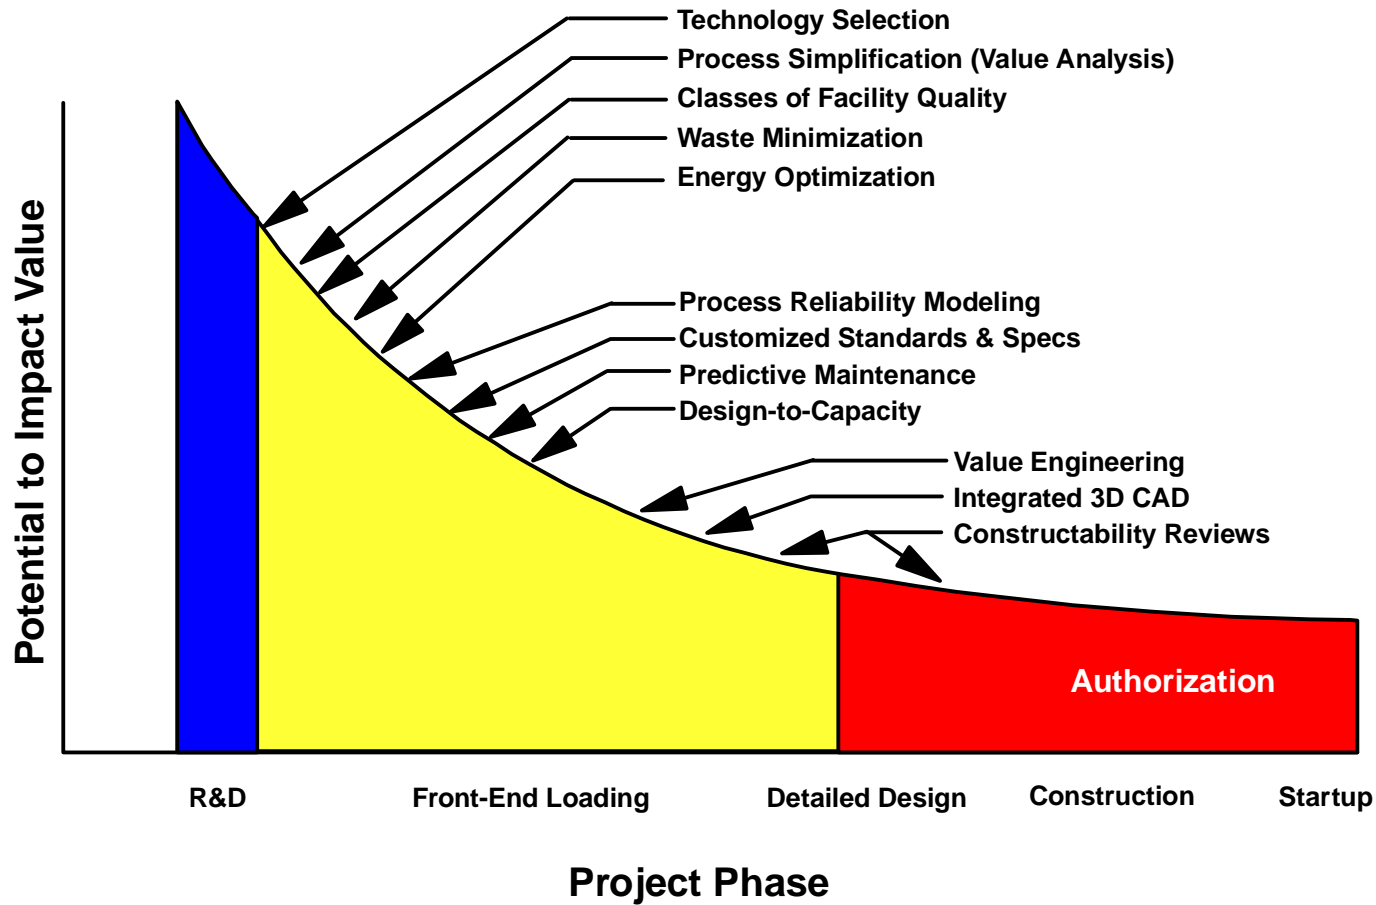 Technology Selection
Process Simplification (Value Analysis)
Classes of Facility Quality
Waste Minimization
Energy Optimization
Process Reliability Modeling
Customized Standards & Specs
Predictive Maintenance
Design-to-Capacity
Value Engineering
Integrated 3D CAD
Constructability Reviews
Potential to Impact Value
Authorization
R&D
Front-End Loading
Detailed Design
Construction
Startup
Project Phase